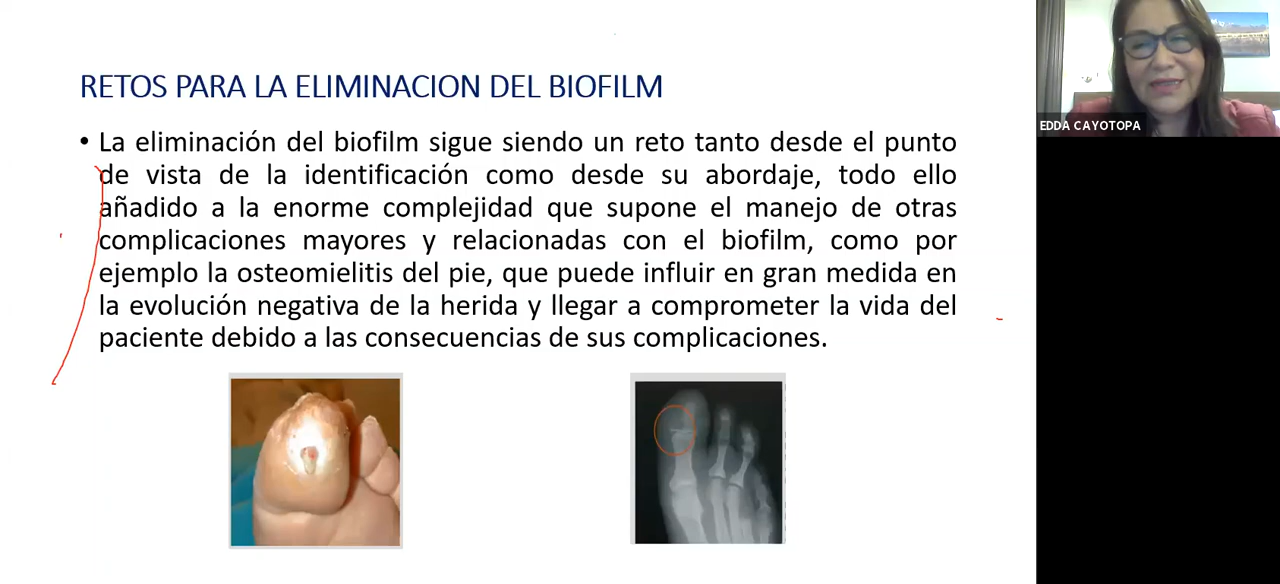 RETOS PARA LA ELIMINACION DEL BIOFILM
• La eliminación del biofilm sigue siendo un reto tanto desde el punto
de vista de la identificación como desde su abordaje, todo ello
añadido a la enorme complejidad que supone el manejo de otras
complicaciones mayores y relacionadas con el biofilm, como por
ejemplo la osteomielitis del pie, que puede influir en gran medida en
la evolución negativa de la herida y llegar a comprometer la vida del
paciente debido a las consecuencias de sus complicaciones.
EDDA CAYOTOPA